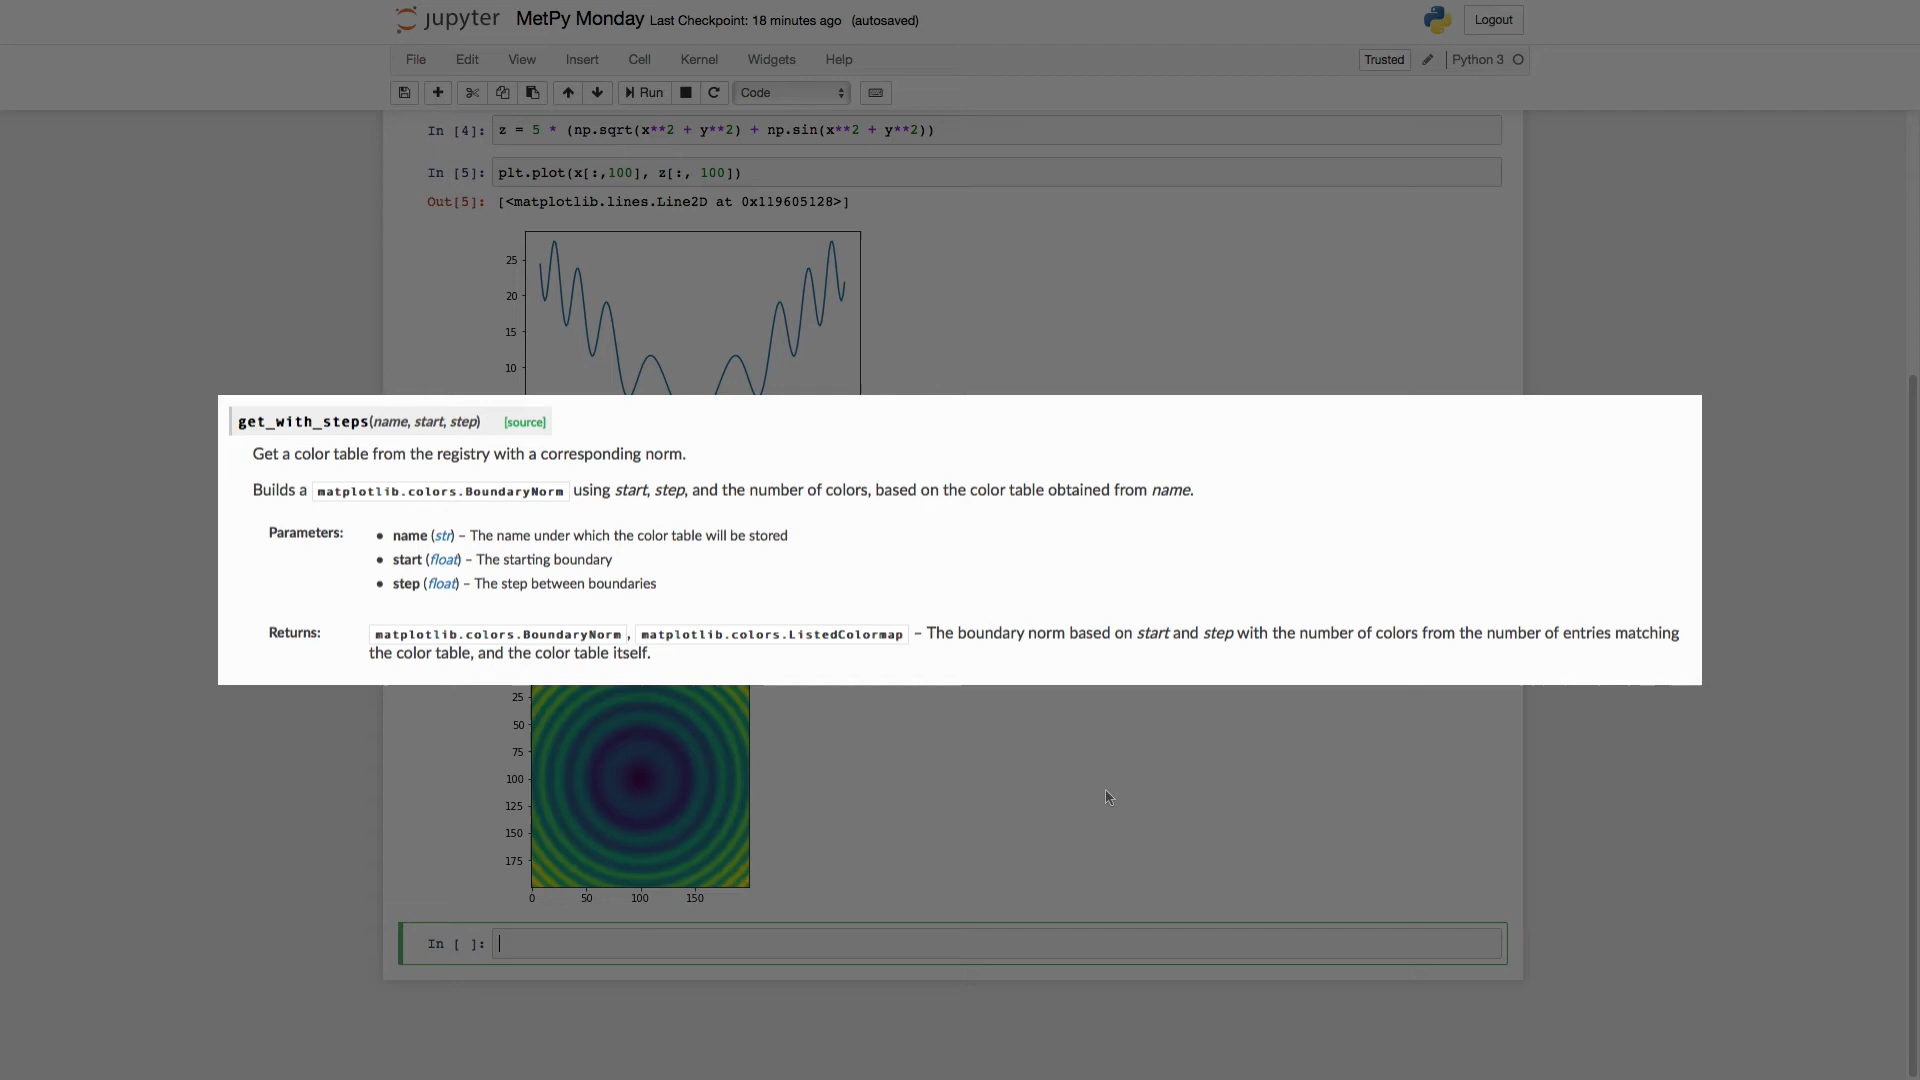 jupyter MetPy Monday Last Checkpoint: 18 minutes ago (autosaved)
Logout
File Edit View Insert Cell Kernel Widgets Help
Trusted Python 3
Run Code
In [4]: z = 5 * (np.sqrt(x**2 + y**2) + np.sin(x**2 + y**2))
In [5]: plt.plot(x[:,100], z[:, 100])
Out[5]: [<matplotlib.lines.Line2D at 0x119605128>]
25
20
15
10
get_with_steps(name, start, step) [source]
Get a color table from the registry with a corresponding norm.
Builds a matplotlib.colors.BoundaryNorm using start, step, and the number of colors, based on the color table obtained from name.
Parameters:
• name (str) – The name under which the color table will be stored
• start (float) – The starting boundary
• step (float) – The step between boundaries
Returns: matplotlib.colors.BoundaryNorm, matplotlib.colors.ListedColormap – The boundary norm based on start and step with the number of colors from the number of entries matching
the color table, and the color table itself.
25
50
75
100
125
150
175
0 50 100 150
In [ ]: